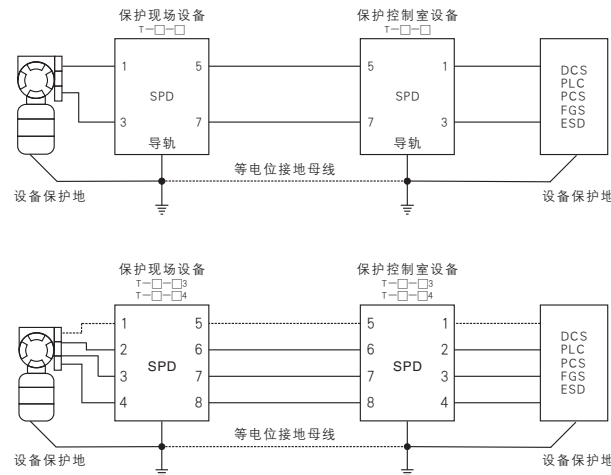 保护现场设备
T—□—□
保护控制室设备
T—□—□
1 5
SPD
3 7
导轨
5 1
SPD
7 3
导轨
DCS
PLC
PCS
FGS
ESD
等电位接地母线
设备保护地
设备保护地
保护现场设备
T—□—□3
T—□—□4
保护控制室设备
T—□—□3
T—□—□4
1 5
2 6
SPD
3 7
4 8
5 1
6 2
SPD
7 3
8 4
DCS
PLC
PCS
FGS
ESD
等电位接地母线
设备保护地
设备保护地